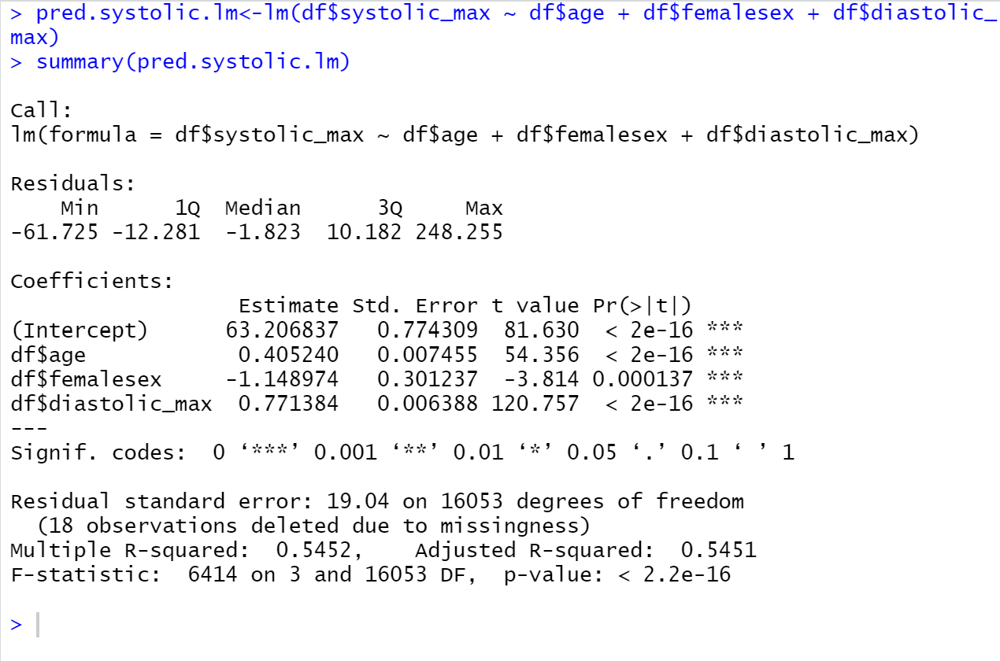 > pred.systolic.lm<-lm(df$systolic_max ~ df$age + df$femalesex + df$diastolic_
max)
> summary(pred.systolic.lm)
Call:
lm(formula = df$systolic_max ~ df$age + df$femalesex + df$diastolic_max)
Residuals:
    Min      1Q  Median      3Q     Max
-61.725 -12.281  -1.823  10.182 248.255
Coefficients:
                  Estimate Std. Error t value Pr(>|t|)
(Intercept)      63.206837   0.774309  81.630  < 2e-16 ***
df$age            0.405240   0.007455  54.356  < 2e-16 ***
df$femalesex     -1.148974   0.301237  -3.814 0.000137 ***
df$diastolic_max  0.771384   0.006388 120.757  < 2e-16 ***
---
Signif. codes:  0 ‘***’ 0.001 ‘**’ 0.01 ‘*’ 0.05 ‘.’ 0.1 ‘ ’ 1
Residual standard error: 19.04 on 16053 degrees of freedom
  (18 observations deleted due to missingness)
Multiple R-squared:  0.5452,    Adjusted R-squared:  0.5451
F-statistic:  6414 on 3 and 16053 DF,  p-value: < 2.2e-16
>